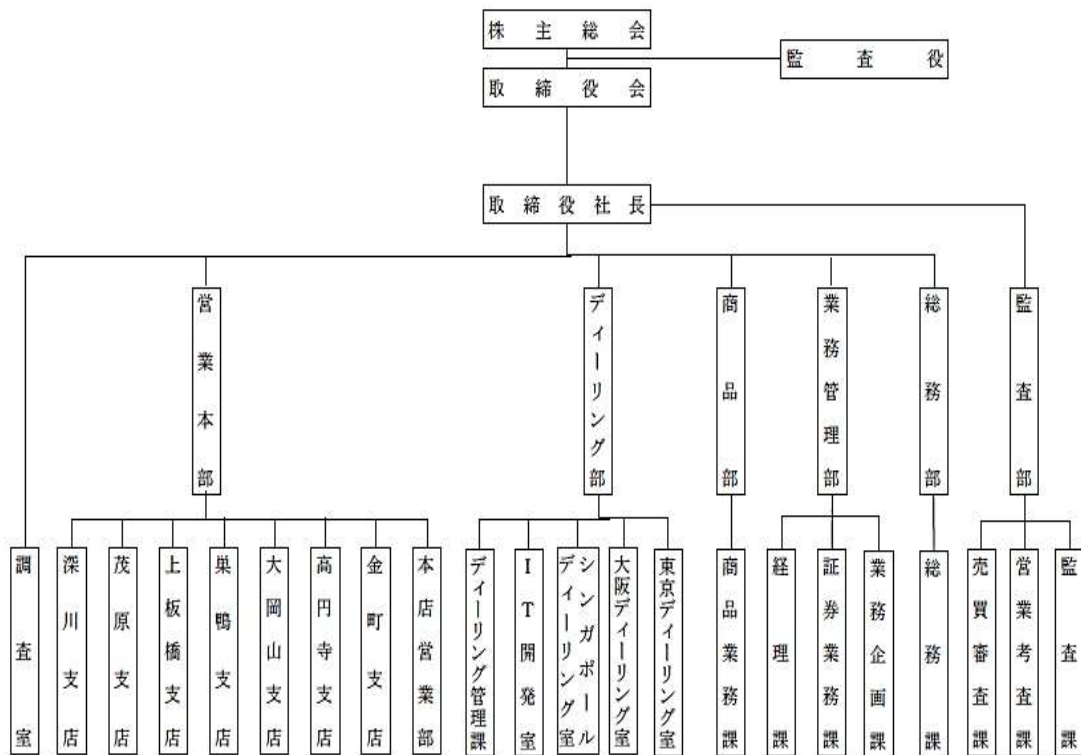 株主総会
監査役
取締役会
取締役社長
営業本部
ディーリング部
商品部
業務管理部
総務部
監査部
調査室
深川支店
茂原支店
上板橋支店
巣鴨支店
大岡山支店
高円寺支店
金町支店
本店営業部
ディーリング管理課
IT開発室
シンガポール
ディーリング室
大阪ディーリング室
東京ディーリング室
商品業務課
経理課
証券業務課
業務企画課
総務課
売買審査課
営業考査課
監査課